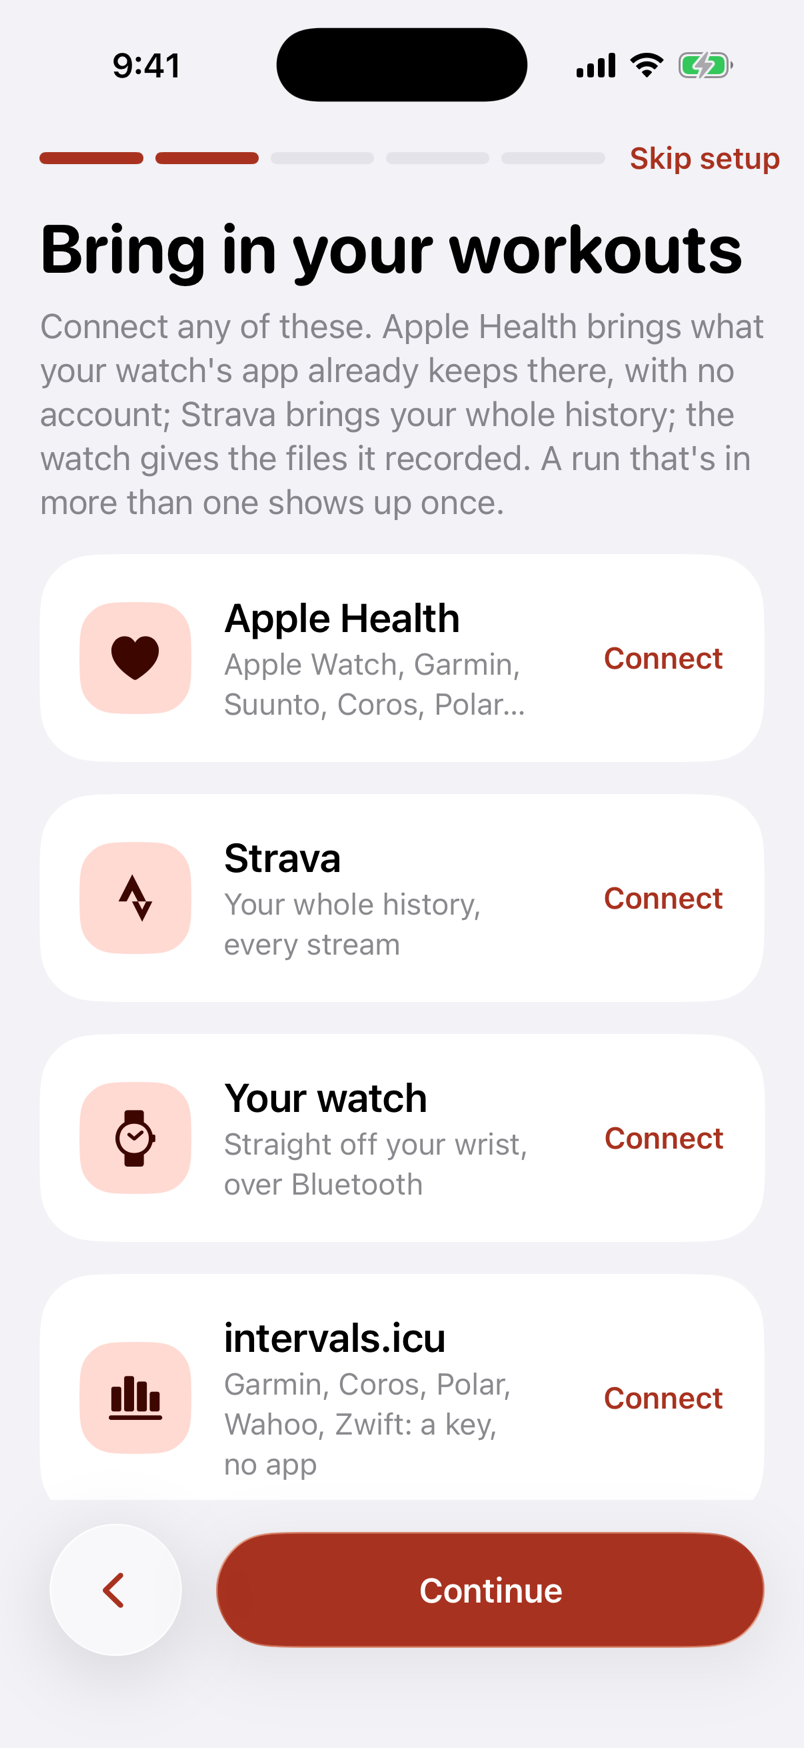 9:41
Skip setup
Bring in your workouts
Connect any of these. Apple Health brings what
your watch's app already keeps there, with no
account; Strava brings your whole history; the
watch gives the files it recorded. A run that's in
more than one shows up once.
Apple Health
Apple Watch, Garmin,
Suunto, Coros, Polar...
Connect
Strava
Your whole history,
every stream
Connect
Your watch
Straight off your wrist,
over Bluetooth
Connect
intervals.icu
Garmin, Coros, Polar,
Wahoo, Zwift: a key,
no app
Connect
Continue